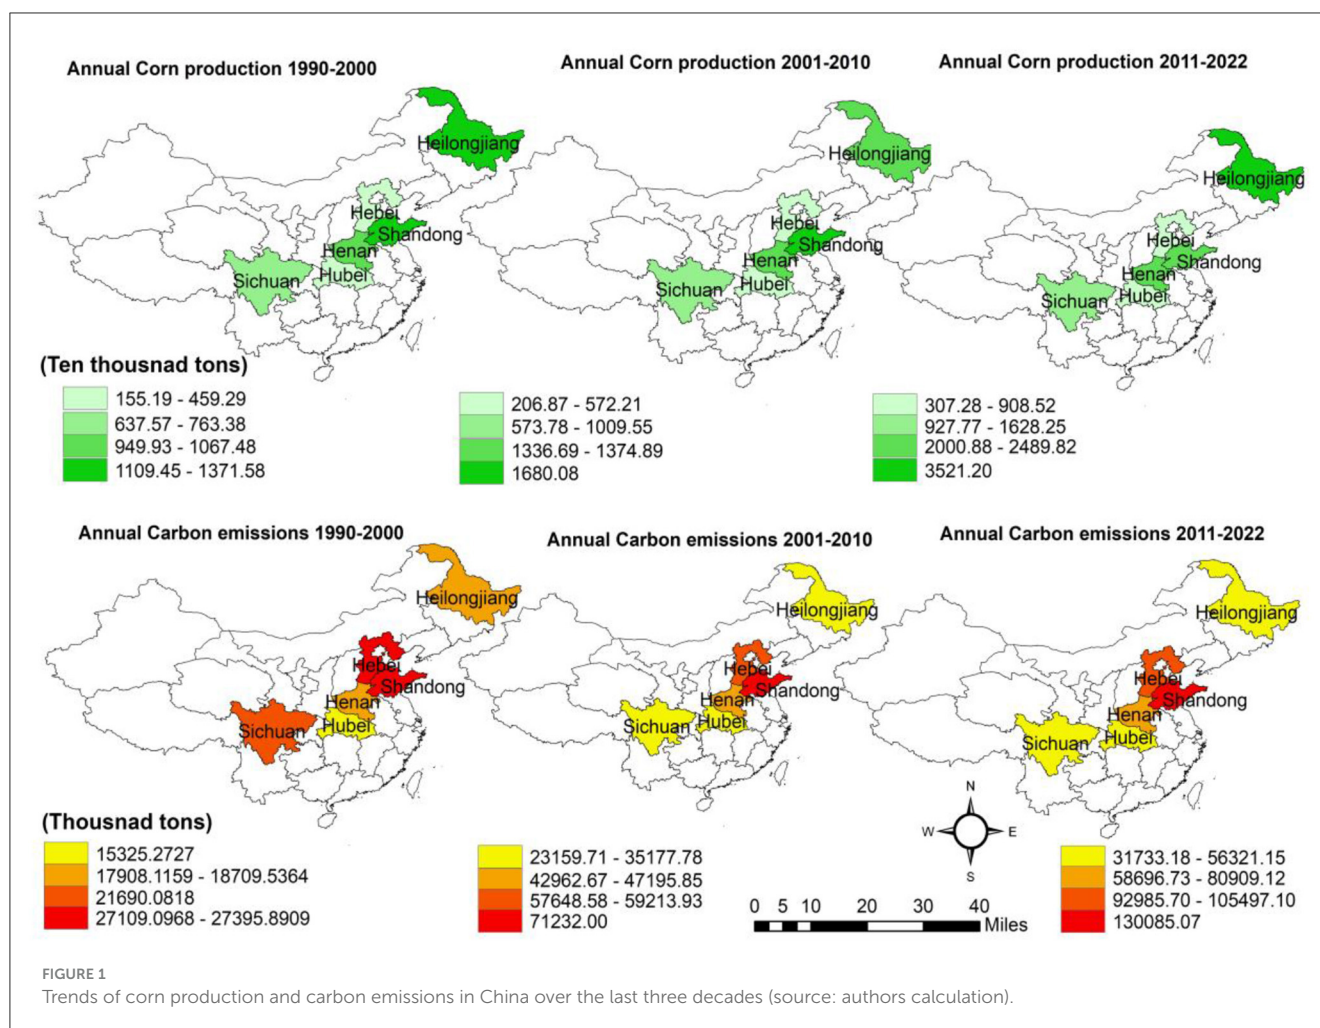 Annual Corn production 1990-2000
Annual Corn production 2001-2010
Annual Corn production 2011-2022
Heilongjiang
Hebei
Shandong
Henan
Hubei
Sichuan
Heilongjiang
Hebei
Shandong
Henan
Hubei
Sichuan
Heilongjiang
Hebei
Shandong
Henan
Hubei
Sichuan
(Ten thousnad tons)
155.19 - 459.29
637.57 - 763.38
949.93 - 1067.48
1109.45 - 1371.58
206.87 - 572.21
573.78 - 1009.55
1336.69 - 1374.89
1680.08
307.28 - 908.52
927.77 - 1628.25
2000.88 - 2489.82
3521.20
Annual Carbon emissions 1990-2000
Annual Carbon emissions 2001-2010
Annual Carbon emissions 2011-2022
Heilongjiang
Hebei
Shandong
Henan
Hubei
Sichuan
Heilongjiang
Hebei
Shandong
Henan
Hubei
Sichuan
Heilongjiang
Hebei
Shandong
Henan
Hubei
Sichuan
(Thousnad tons)
15325.2727
17908.1159 - 18709.5364
21690.0818
27109.0968 - 27395.8909
23159.71 - 35177.78
42962.67 - 47195.85
57648.58 - 59213.93
71232.00
N
W E
S
0 5 10 20 30 40
Miles
31733.18 - 56321.15
58696.73 - 80909.12
92985.70 - 105497.10
130085.07
FIGURE 1
Trends of corn production and carbon emissions in China over the last three decades (source: authors calculation).